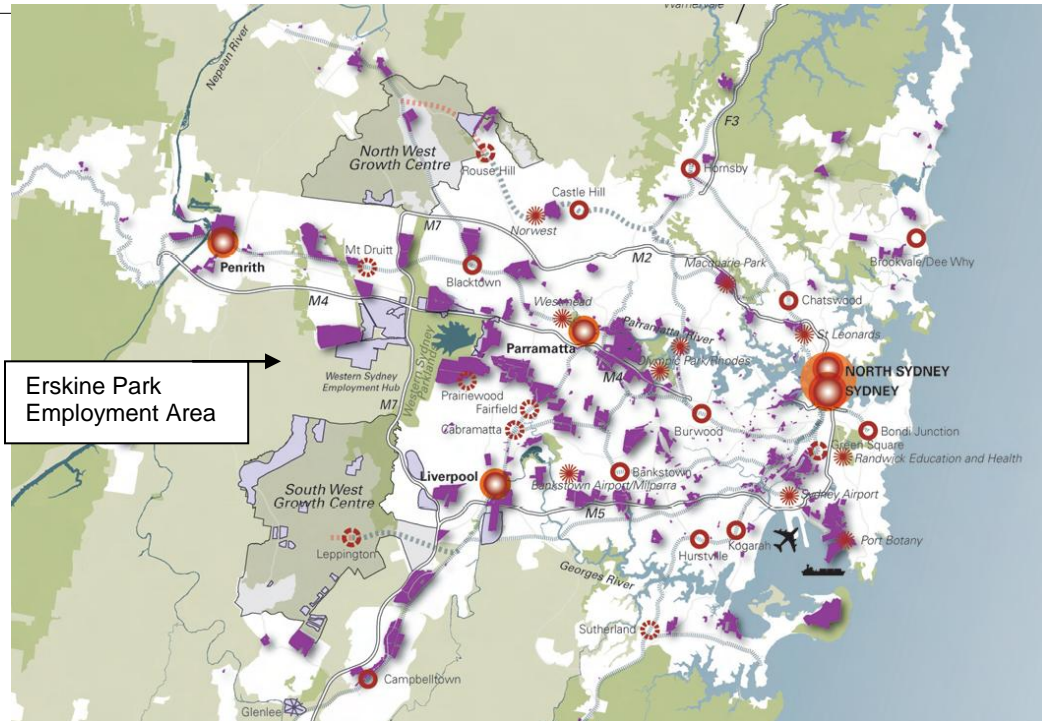 Warnervale
Nepean River
F3
North West
Growth Centre
Rouse Hill
Hornsby
Castle Hill
Norwest
M7
M2
Mt Druitt
Penrith
Blacktown
Macquarie Park
Brookvale/Dee Why
M4
Westmead
Chatswood
Parramatta River
St Leonards
Parramatta
Olympic Park/Rhodes
M4
NORTH SYDNEY
SYDNEY
Erskine Park
Employment Area
Western Sydney
Employment Hub
Western Sydney
Parklands
M7
Prairiewood
Fairfield
Cabramatta
Burwood
Bondi Junction
Green Square
Randwick Education and Health
Liverpool
Bankstown
Bankstown Airport/Milparra
South West
Growth Centre
Sydney Airport
M5
Leppington
Hurstville
Kogarah
Port Botany
Georges River
Sutherland
Campbelltown
Glenlee